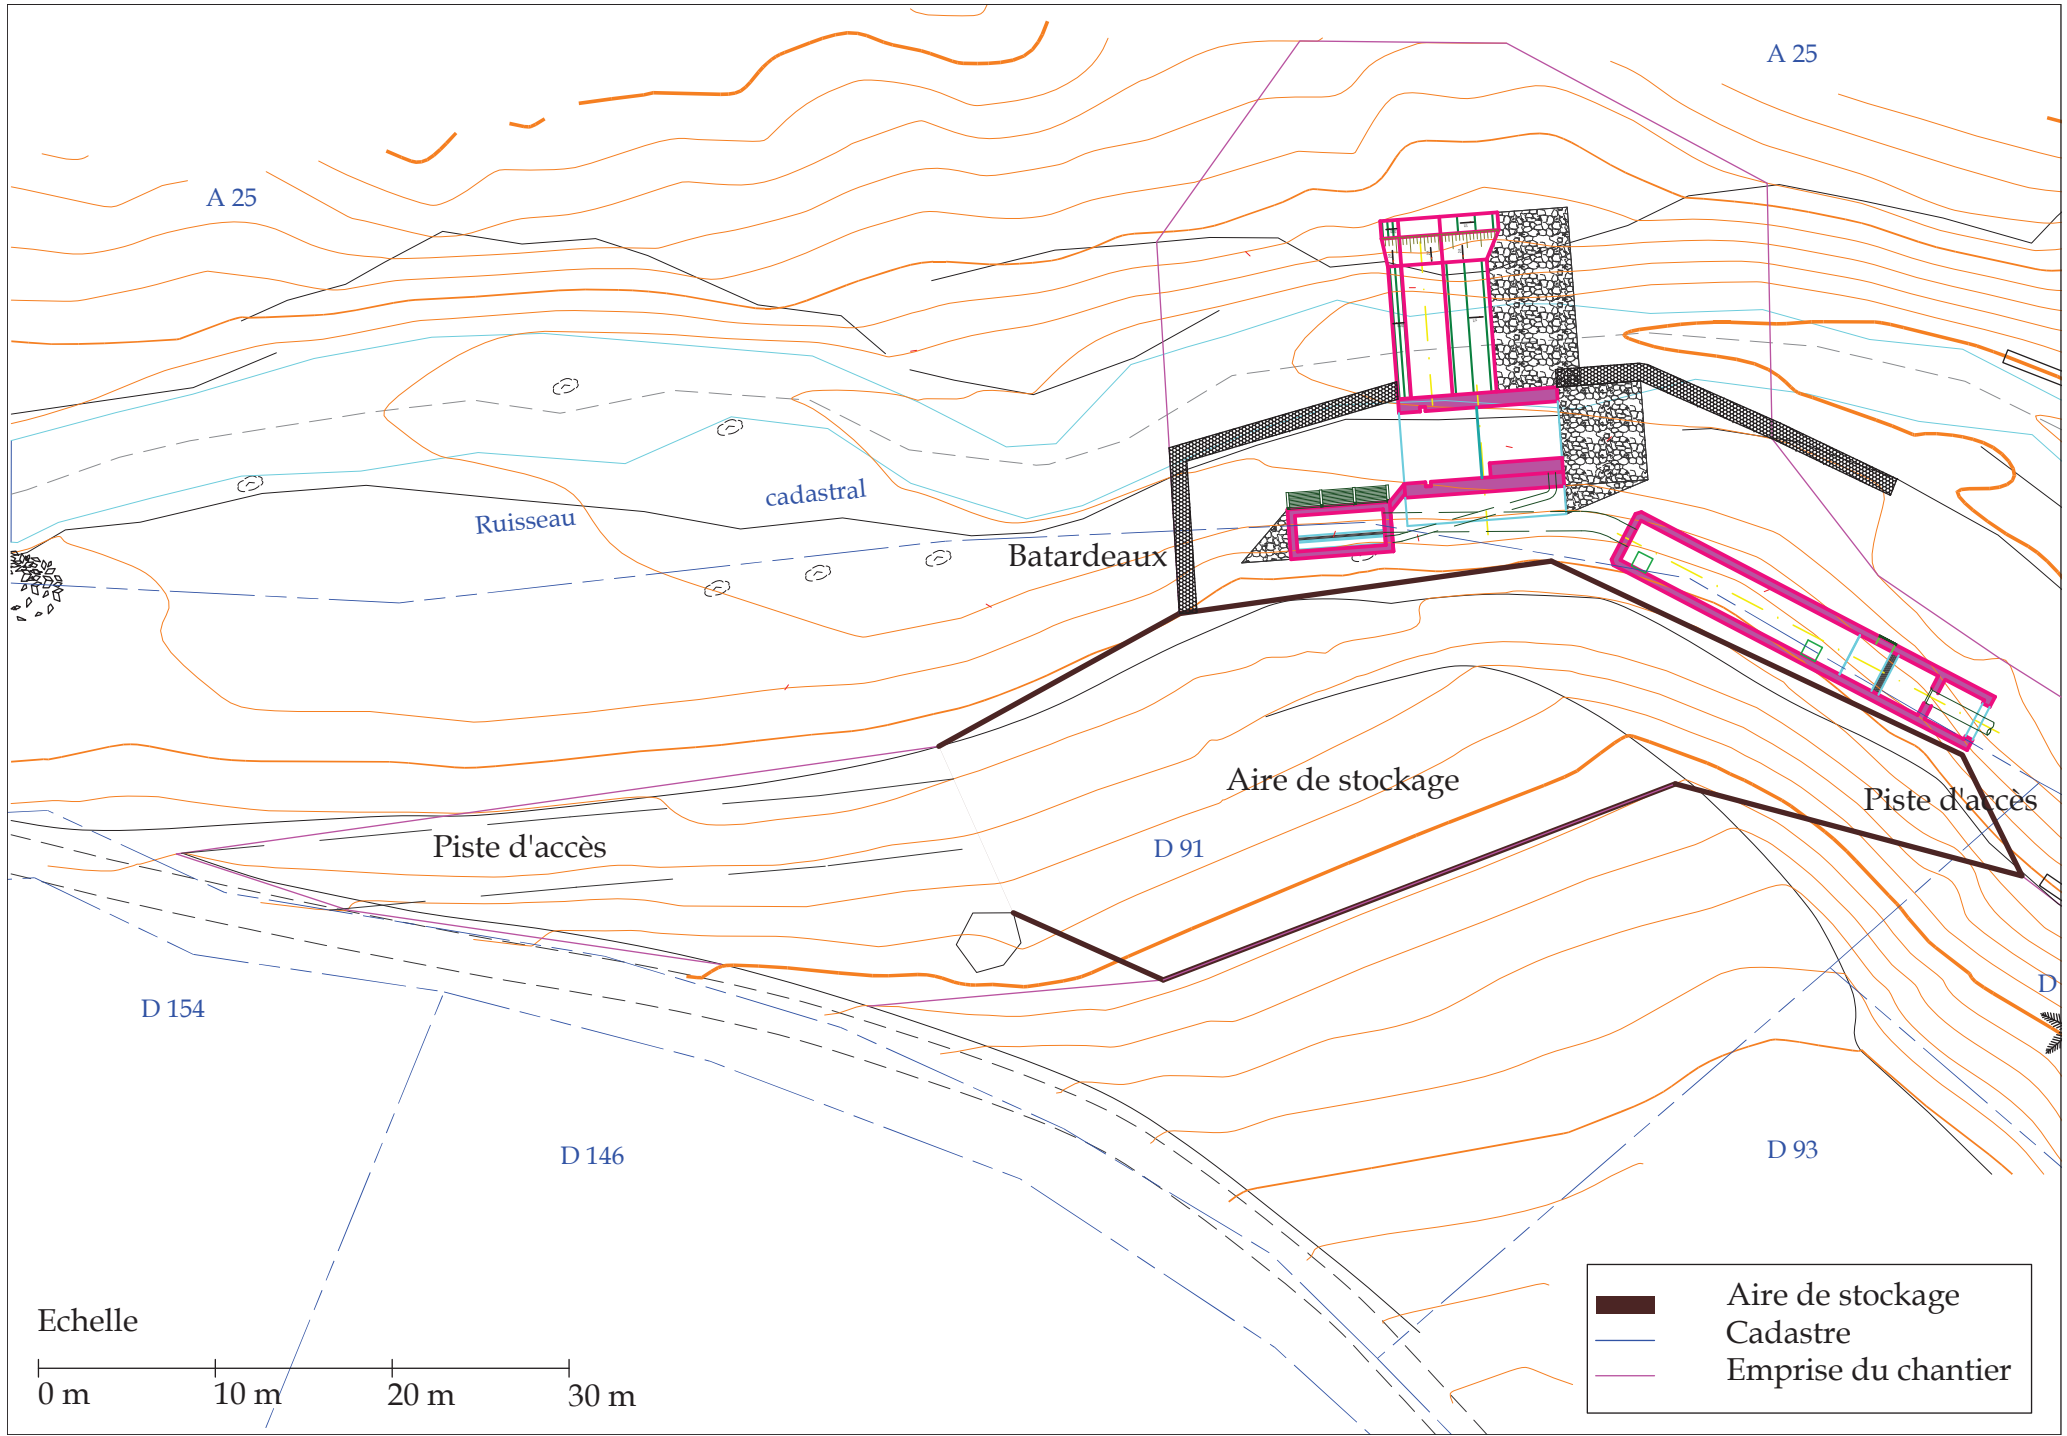 A 25
A 25
Ruisseau
cadastral
Batardeaux
Aire de stockage
Piste d'accès
Piste d'accès
D 91
D 154
D
D 146
D 93
Echelle
0 m 10 m 20 m 30 m
Aire de stockage
Cadastre
Emprise du chantier